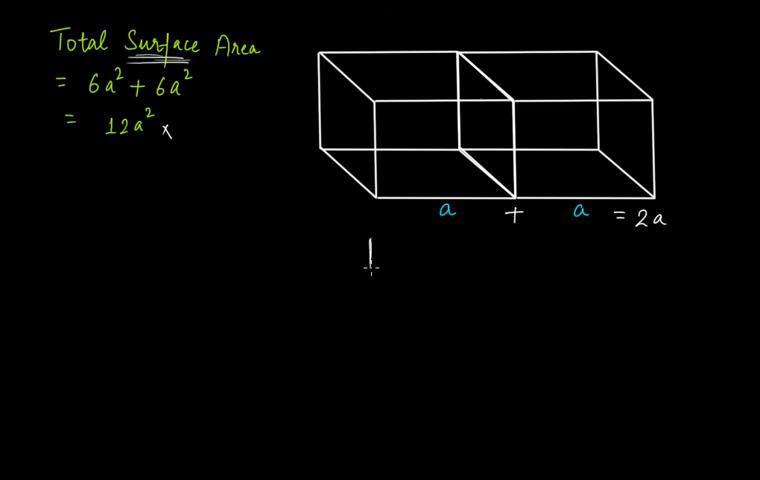 Total Surface Area
= 6a² + 6a²
= 12a² x
a + a = 2a